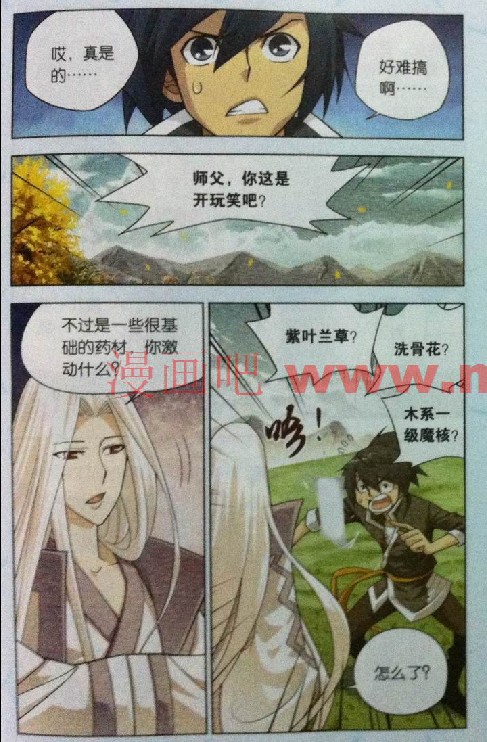 哎，真是
的……
好难搞
啊……
师父，你这是
开玩笑吧？
不过是一些很基
础的药材，你激
动什么？
紫叶兰草？
洗骨花？
木系一
级魔核？
怎么了？
漫画吧 www.m